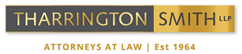 THARRINGTON SMITH LLP
ATTORNEYS AT LAW | Est 1964